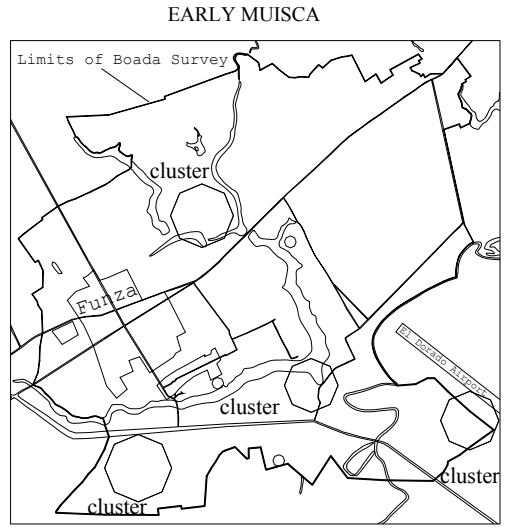 EARLY MUISCA
Limits of Boada Survey
cluster
Funza
El Dorado Airport
cluster
cluster
cluster